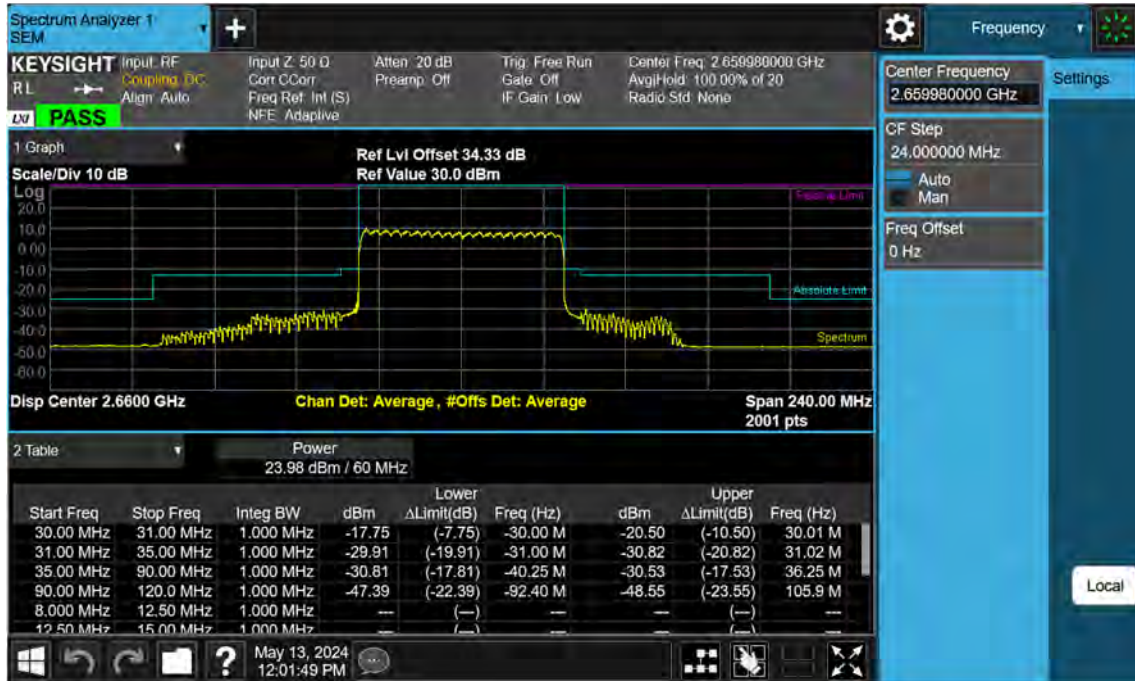 Spectrum Analyzer 1
SEM
Frequency
KEYSIGHT
RL
LXI PASS
Input: RF
Coupling: DC
Align: Auto
Input Z: 50 Ω
Corr CCorr
Freq Ref: Int (S)
NFE: Adaptive
Atten: 20 dB
Preamp: Off
Trig: Free Run
Gate: Off
IF Gain: Low
Center Freq: 2.659980000 GHz
Avg|Hold: 100.00% of 20
Radio Std: None
Center Frequency
2.659980000 GHz
Settings
CF Step
24.000000 MHz
Auto
Man
Freq Offset
0 Hz
1 Graph
Scale/Div 10 dB
Ref Lvl Offset 34.33 dB
Ref Value 30.0 dBm
Log
20.0
10.0
0.00
-10.0
-20.0
-30.0
-40.0
-50.0
-60.0
Limit
Absolute Limit
Spectrum
Disp Center 2.6600 GHz
Chan Det: Average, #Offs Det: Average
Span 240.00 MHz
2001 pts
2 Table
Power
23.98 dBm / 60 MHz
Lower Upper
Start Freq Stop Freq Integ BW dBm ΔLimit(dB) Freq (Hz) dBm ΔLimit(dB) Freq (Hz)
30.00 MHz 31.00 MHz 1.000 MHz -17.75 (-7.75) -30.00 M -20.50 (-10.50) 30.01 M
31.00 MHz 35.00 MHz 1.000 MHz -29.91 (-19.91) -31.00 M -30.82 (-20.82) 31.02 M
35.00 MHz 90.00 MHz 1.000 MHz -30.81 (-17.81) -40.25 M -30.53 (-17.53) 36.25 M
90.00 MHz 120.0 MHz 1.000 MHz -47.39 (-22.39) -92.40 M -48.55 (-23.55) 105.9 M
8.000 MHz 12.50 MHz 1.000 MHz --- (---) --- --- (---) ---
12.50 MHz 15.00 MHz 1.000 MHz --- (---) --- --- (---) ---
Local
?
May 13, 2024
12:01:49 PM